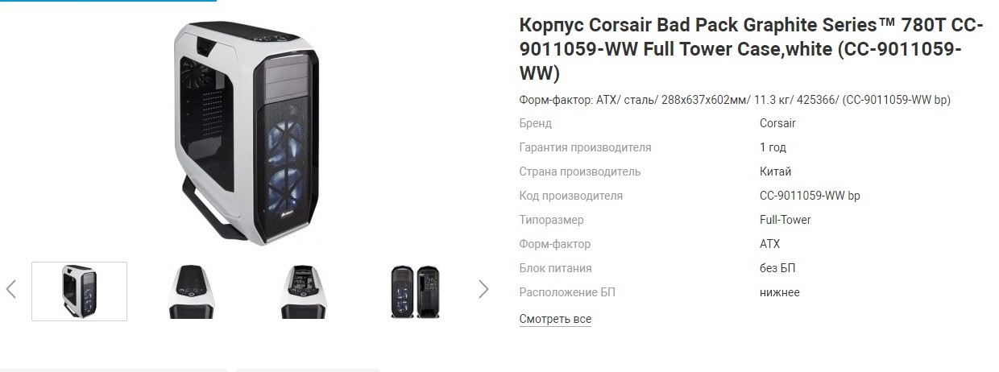 Корпус Corsair Bad Pack Graphite Series™ 780T CC-
9011059-WW Full Tower Case,white (CC-9011059-
WW)
Форм-фактор: ATX/ сталь/ 288x637x602мм/ 11.3 кг/ 425366/ (CC-9011059-WW bp)
Бренд Corsair
Гарантия производителя 1 год
Страна производитель Китай
Код производителя CC-9011059-WW bp
Типоразмер Full-Tower
Форм-фактор ATX
Блок питания без БП
Расположение БП нижнее
Смотреть все